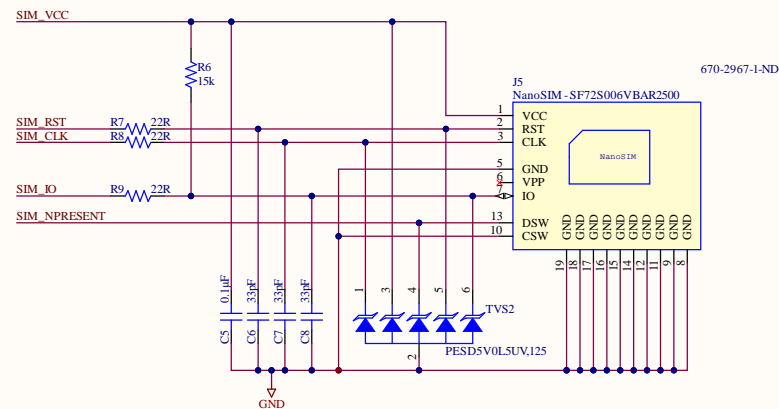 SIM_VCC
R6
15k
670-2967-1-ND
J5
NanoSIM - SF72S006VBAR2500
1
VCC
SIM_RST
R7
22R
2
RST
SIM_CLK
R8
22R
3
CLK
NanoSIM
5
GND
6
VPP
SIM_IO
R9
22R
7
IO
SIM_NPRESENT
13
DSW
10
CSW
GND
GND
GND
GND
GND
GND
GND
GND
GND
GND
19
18
17
16
15
14
12
11
9
8
0.1µF
33pF
33pF
33pF
1
3
4
5
6
TVS2
C5
C6
C7
C8
2
PESD5V0L5UV,125
GND